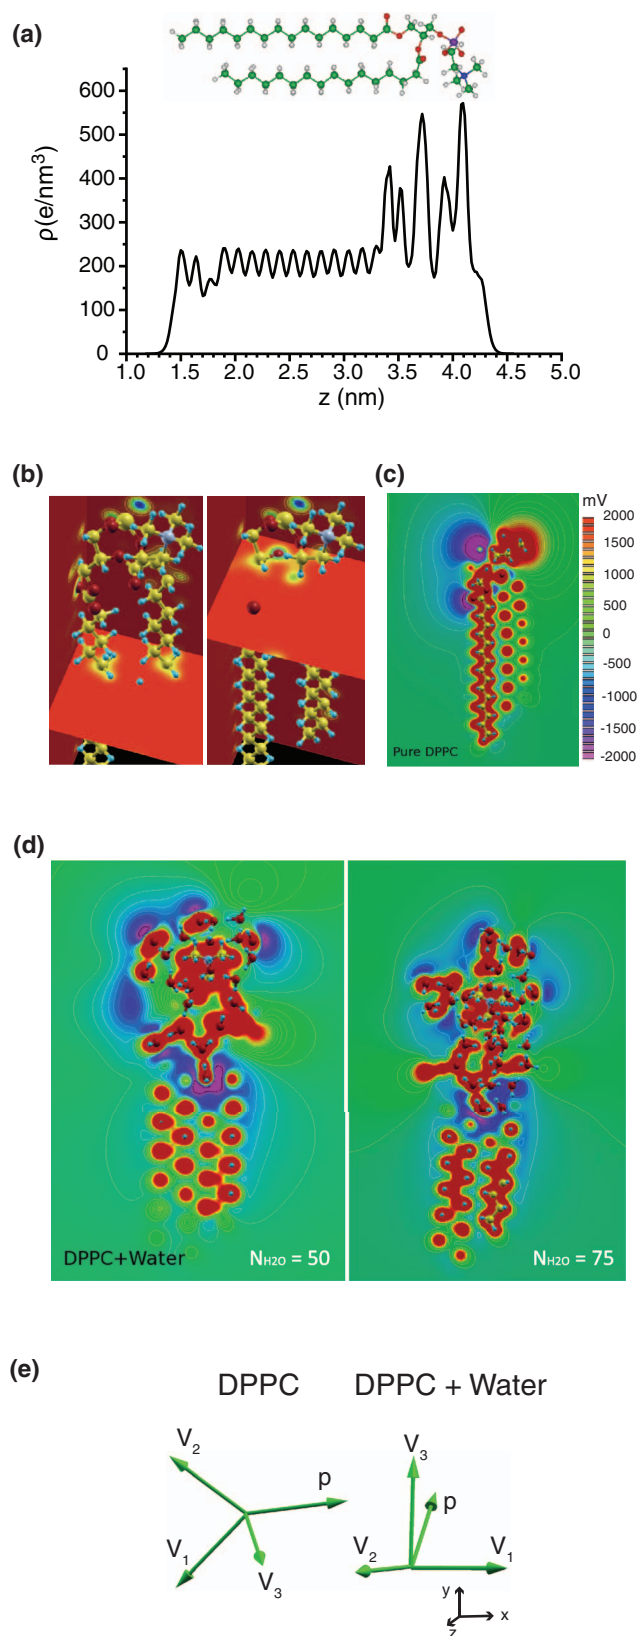 (a)
600
500
400
300
200
100
0
ρ(e/nm³)
1.0 1.5 2.0 2.5 3.0 3.5 4.0 4.5 5.0
z (nm)
(b)
(c)
mV
2000
1500
1000
500
0
-500
-1000
-1500
-2000
Pure DPPC
(d)
DPPC+Water
N_H2O = 50
N_H2O = 75
(e)
DPPC
DPPC + Water
V₂
p
V₁
V₃
V₃
p
V₂
V₁
y
x
z